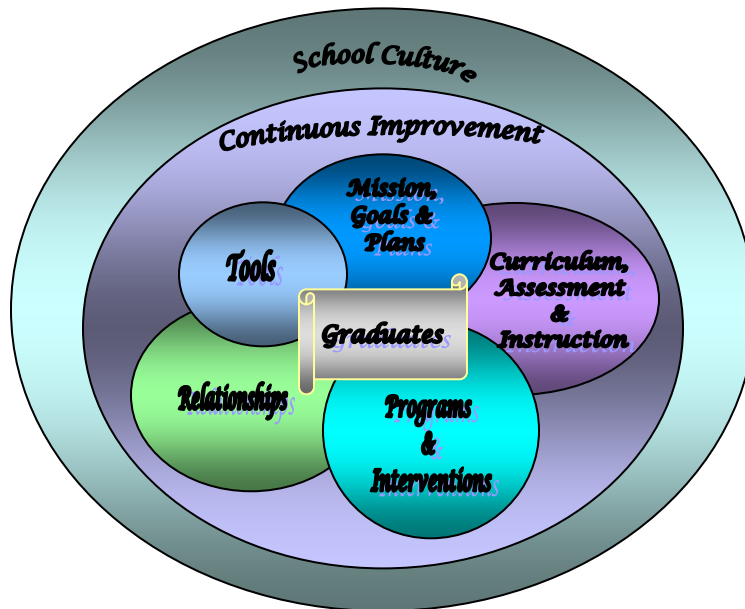 School Culture
Continuous Improvement
Mission,
Goals &
Plans
Tools
Curriculum,
Assessment
&
Instruction
Graduates
Relationships
Programs
&
Interventions